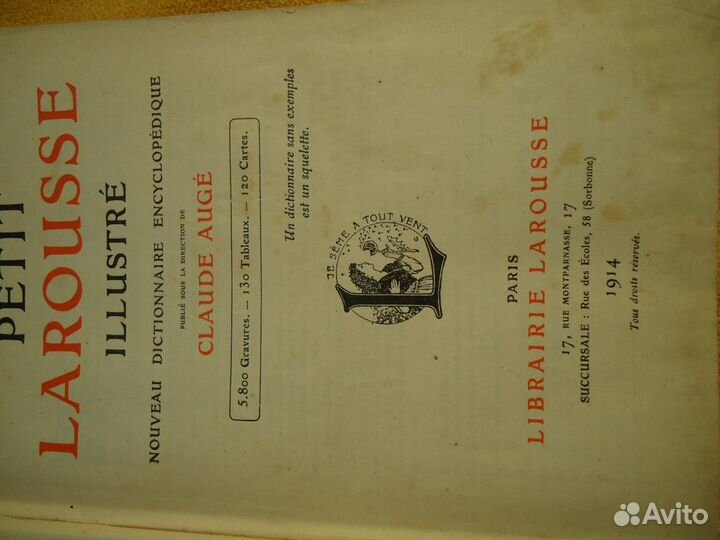 PETIT
LAROUSSE
ILLUSTRÉ
NOUVEAU DICTIONNAIRE ENCYCLOPÉDIQUE
PUBLIÉ SOUS LA DIRECTION DE
CLAUDE AUGÉ
5.800 Gravures. — 130 Tableaux. — 120 Cartes.
Un dictionnaire sans exemples
est un squelette.
JE SÈME A TOUT VENT
L
PARIS
LIBRAIRIE LAROUSSE
17, RUE MONTPARNASSE, 17
SUCCURSALE : Rue des Écoles, 58 (Sorbonne)
1914
Tous droits réservés.
Avito